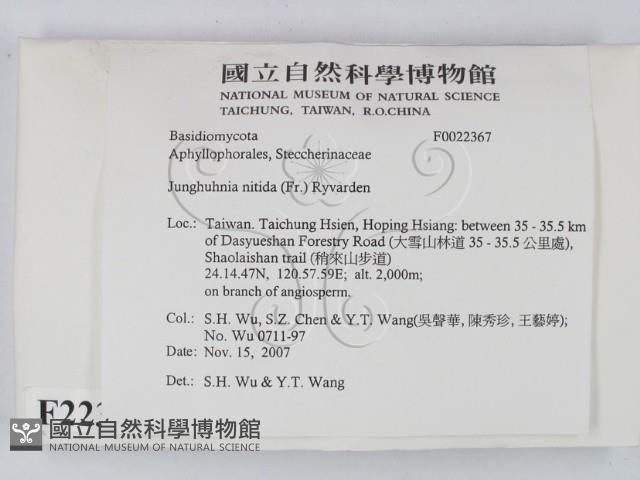 國立自然科學博物館
NATIONAL MUSEUM OF NATURAL SCIENCE
TAICHUNG, TAIWAN, R.O.CHINA
Basidiomycota F0022367
Aphyllophorales, Steccherinaceae
Junghuhnia nitida (Fr.) Ryvarden
Loc.: Taiwan. Taichung Hsien, Hoping Hsiang: between 35 - 35.5 km
of Dasyueshan Forestry Road (大雪山林道 35 - 35.5 公里處),
Shaolaishan trail (稍來山步道)
24.14.47N, 120.57.59E; alt. 2,000m;
on branch of angiosperm.
Col.: S.H. Wu, S.Z. Chen & Y.T. Wang(吳聲華, 陳秀珍, 王藝婷);
No. Wu 0711-97
Date: Nov. 15, 2007
Det.: S.H. Wu & Y.T. Wang
國立自然科學博物館
NATIONAL MUSEUM OF NATURAL SCIENCE